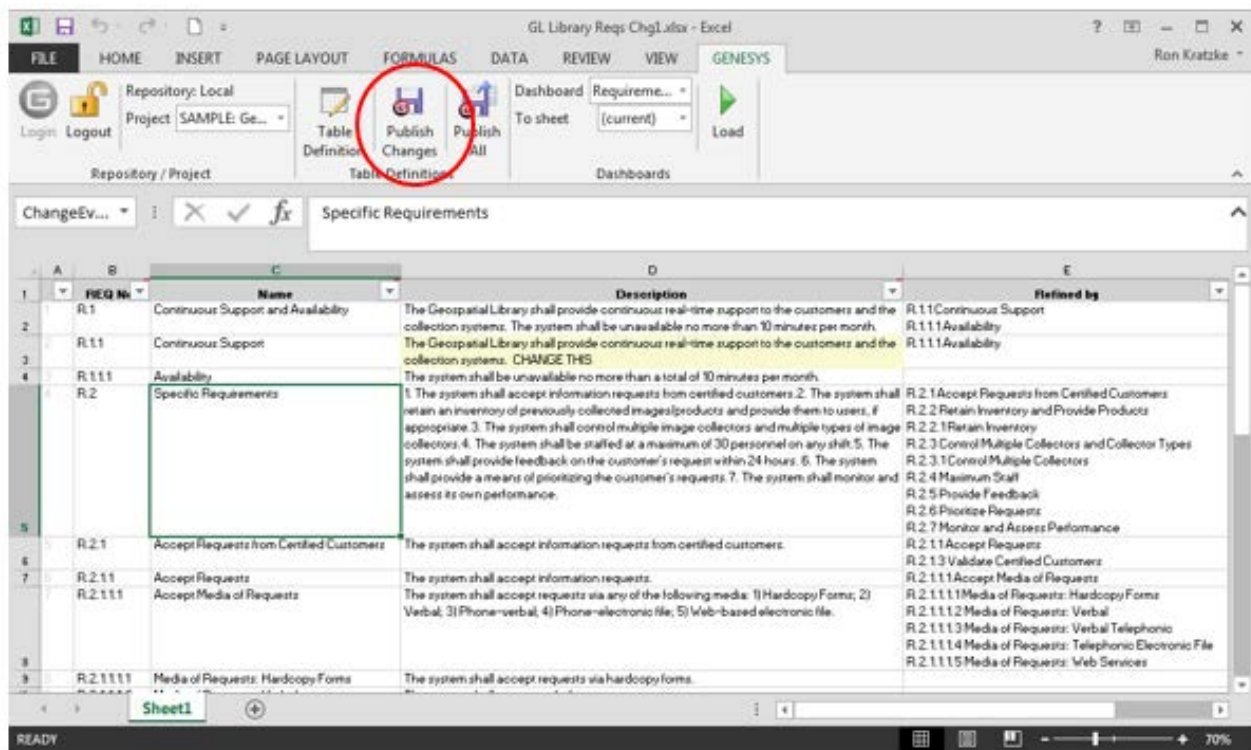 GL Library Reqs Chg1.xlsx - Excel
FILE HOME INSERT PAGE LAYOUT FORMULAS DATA REVIEW VIEW GENESYS
Ron Kratzke
Login
Logout
Repository: Local
Project SAMPLE: Ge...
Repository / Project
Table
Definition
Publish
Changes
Publish
All
Table Definitions
Dashboard Requireme...
To sheet (current)
Load
Dashboards
ChangeEv... fx Specific Requirements
A B C D E
1 REQ Name Description Refined by
2 R.1 Continuous Support and Availability
The Geospatial Library shall provide continuous real-time support to the customers and the
collection systems. The system shall be unavailable no more than 10 minutes per month.
R.1.1 Continuous Support
R.1.1.1 Availability
3 R.1.1 Continuous Support
The Geospatial Library shall provide continuous real-time support to the customers and the
collection systems. CHANGE THIS
R.1.1.1 Availability
4 R.1.1.1 Availability The system shall be unavailable no more than a total of 10 minutes per month.
5 R.2 Specific Requirements
1. The system shall accept information requests from certified customers.2. The system shall
retain an inventory of previously collected images/products and provide them to users, if
appropriate.3. The system shall control multiple image collectors and multiple types of image
collectors.4. The system shall be staffed at a maximum of 30 personnel on any shift.5. The
system shall provide feedback on the customer's request within 24 hours. 6. The system
shall provide a means of prioritizing the customer's requests.7. The system shall monitor and
assess its own performance.
R.2.1 Accept Requests from Certified Customers
R.2.2 Retain Inventory and Provide Products
R.2.2.1 Retain Inventory
R.2.3 Control Multiple Collectors and Collector Types
R.2.3.1 Control Multiple Collectors
R.2.4 Maximum Staff
R.2.5 Provide Feedback
R.2.6 Prioritize Requests
R.2.7 Monitor and Assess Performance
6 R.2.1 Accept Requests from Certified Customers The system shall accept information requests from certified customers.
R.2.1.1 Accept Requests
R.2.1.3 Validate Certified Customers
7 R.2.1.1 Accept Requests The system shall accept information requests. R.2.1.1.1 Accept Media of Requests
8 R.2.1.1.1 Accept Media of Requests
The system shall accept requests via any of the following media: 1) Hardcopy Forms; 2)
Verbal; 3) Phone-verbal; 4) Phone-electronic file; 5) Web-based electronic file.
R.2.1.1.1.1 Media of Requests: Hardcopy Forms
R.2.1.1.1.2 Media of Requests: Verbal
R.2.1.1.1.3 Media of Requests: Verbal Telephonic
R.2.1.1.1.4 Media of Requests: Telephonic Electronic File
R.2.1.1.1.5 Media of Requests: Web Services
9 R.2.1.1.1.1 Media of Requests: Hardcopy Forms The system shall accept requests via hardcopy forms.
Sheet1
READY
70%